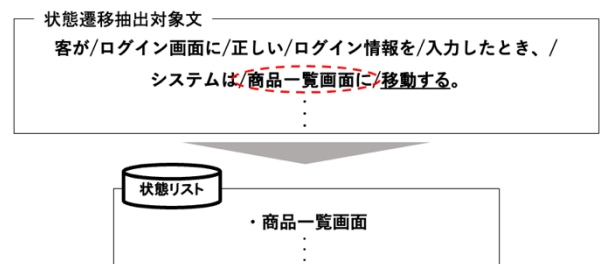 状態遷移抽出対象文
客が/ログイン画面に/正しい/ログイン情報を/入力したとき、/
システムは/商品一覧画面に/移動する。
・
・
・
状態リスト
・商品一覧画面
・
・